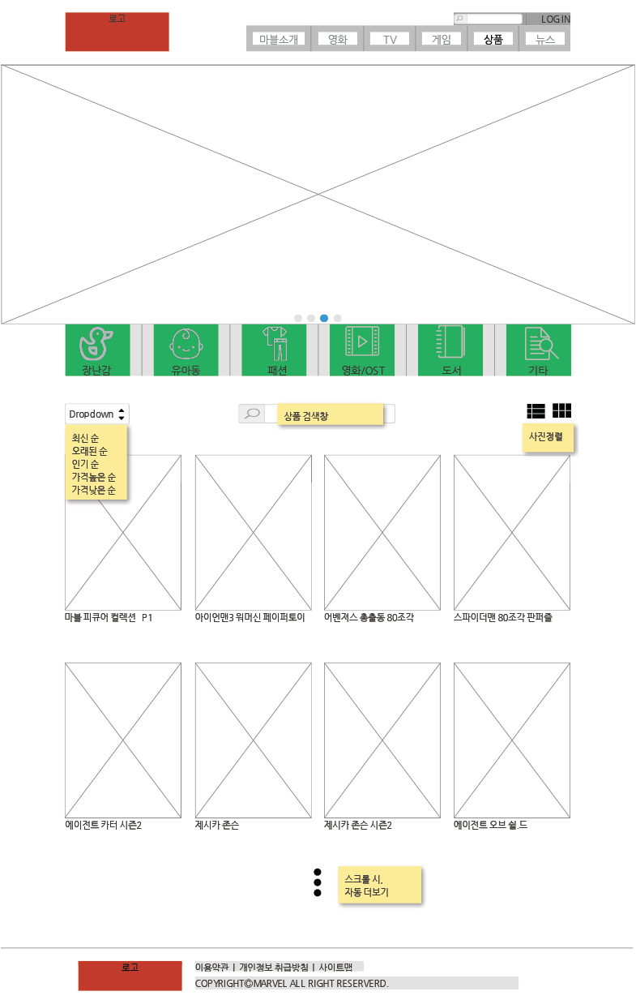 로고
LOG IN
마블소개
영화
TV
게임
상품
뉴스
장난감
유아동
패션
영화/OST
도서
기타
Dropdown
상품 검색창
사진정렬
최신 순
오래된 순
인기 순
가격높은 순
가격낮은 순
마블 피큐어 컬렉션 P1
아이언맨3 워머신 페이퍼토이
어벤져스 총출동 80조각
스파이더맨 80조각 판퍼즐
에이전트 카터 시즌2
제시카 존슨
제시카 존슨 시즌2
에이전트 오브 쉴.드
스크롤 시,
자동 더보기
로고
이용약관 | 개인정보 취급방침 | 사이트맵
COPYRIGHTⒸMARVEL ALL RIGHT RESERVERD.